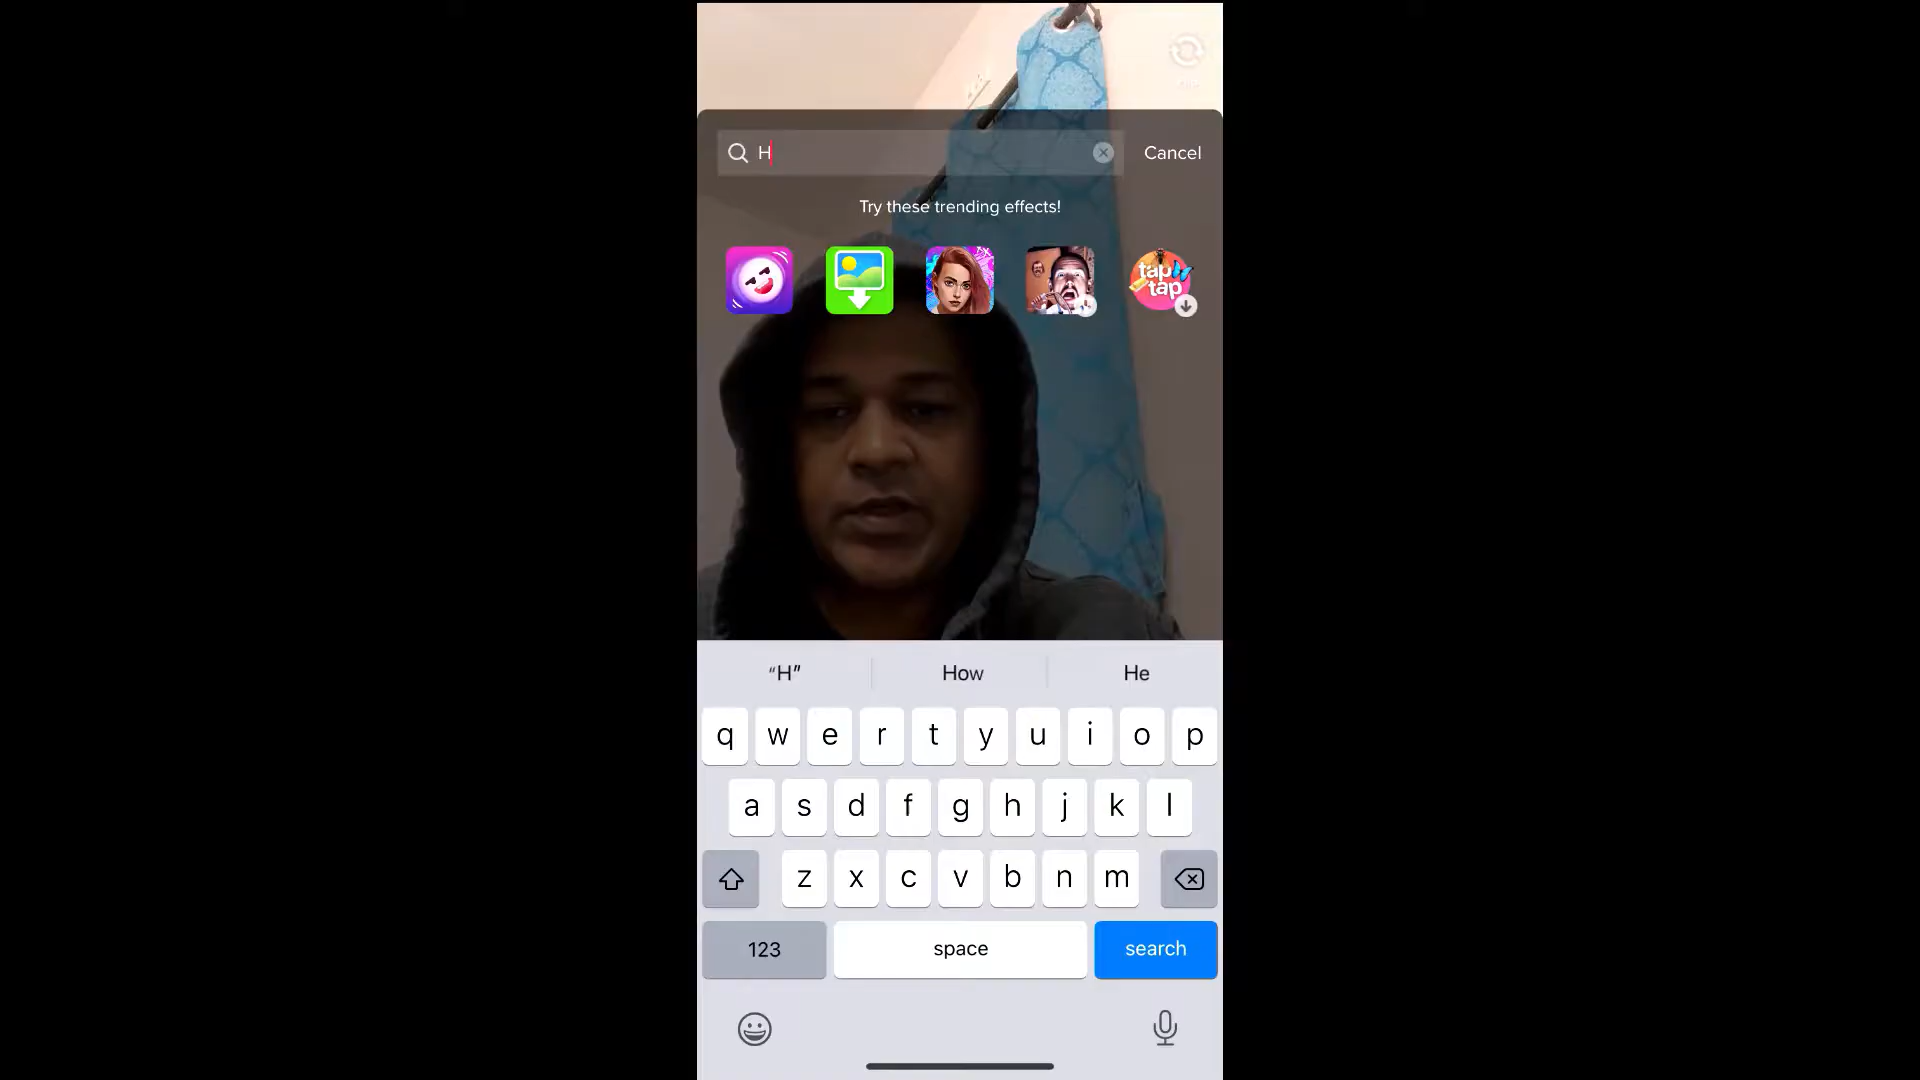 H
Cancel
Try these trending effects!
tap
tap
“H” How He
q w e r t y u i o p
a s d f g h j k l
z x c v b n m
123 space search